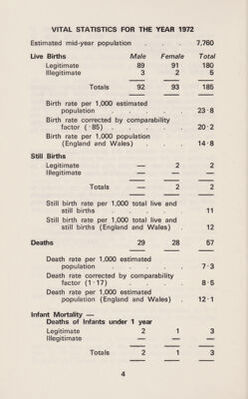 VITAL STATISTICS FOR THE YEAR 1972
Estimated mid-year population . . . 7,760
Live Births Male Female Total
Legitimate 89 91 180
Illegitimate 3 2 5
Totals 92 93 185
Birth rate per 1,000 estimated
population . . . . 23·8
Birth rate corrected by comparability
factor (·85) . . . . 20·2
Birth rate per 1,000 population
(England and Wales) . . . 14·8
Still Births
Legitimate — 2 2
Illegitimate — — —
Totals — 2 2
Still birth rate per 1,000 total live and
still births . . . . 11
Still birth rate per 1,000 total live and
still births (England and Wales) . 12
Deaths 29 28 57
Death rate per 1,000 estimated
population . . . . 7·3
Death rate corrected by comparability
factor (1·17) . . . . 8·5
Death rate per 1,000 estimated
population (England and Wales) . 12·1
Infant Mortality —
Deaths of Infants under 1 year
Legitimate 2 1 3
Illegitimate — — —
Totals 2 1 3
4